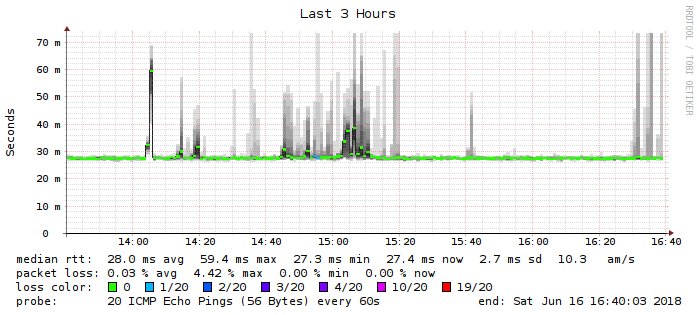 Last 3 Hours
RRDTOOL / TOBI OETIKER
Seconds
70 m
60 m
50 m
40 m
30 m
20 m
10 m
0
14:00 14:20 14:40 15:00 15:20 15:40 16:00 16:20 16:40
median rtt: 28.0 ms avg 59.4 ms max 27.3 ms min 27.4 ms now 2.7 ms sd 10.3 am/s
packet loss: 0.03 % avg 4.42 % max 0.00 % min 0.00 % now
loss color: 0 1/20 2/20 3/20 4/20 10/20 19/20
probe: 20 ICMP Echo Pings (56 Bytes) every 60s end: Sat Jun 16 16:40:03 2018